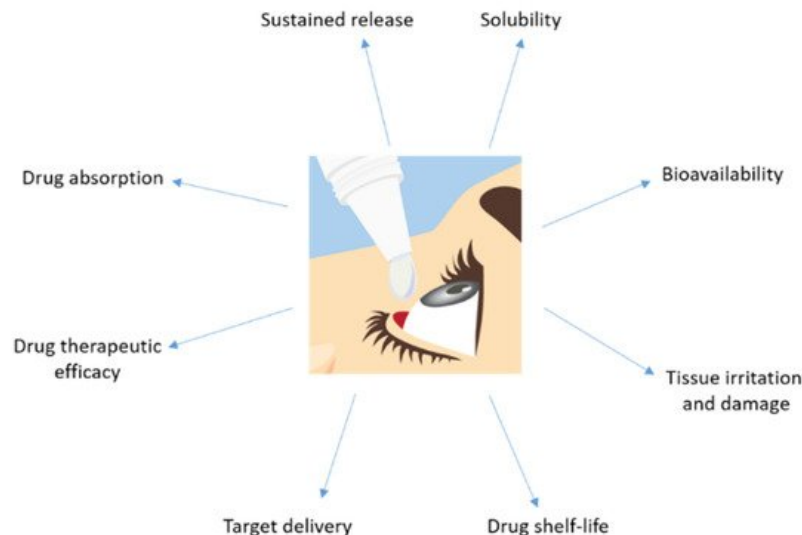 Sustained release
Solubility
Drug absorption
Bioavailability
Drug therapeutic
efficacy
Tissue irritation
and damage
Target delivery
Drug shelf-life